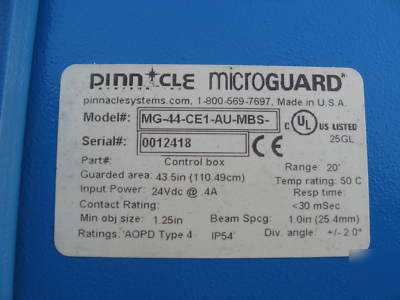 PINNACLE MICROGUARD®
pinnaclesystems.com, 1-800-569-7697, Made in U.S.A.
Model#: MG-44-CE1-AU-MBS-
C UL US LISTED
25GL
Serial#: 0012418
Part#: Control box
Range: 20'
Guarded area: 43.5in (110.49cm)
Temp rating: 50 C
Input Power: 24Vdc @ .4A
Resp time:
Contact Rating:
<30 mSec
Min obj size: 1.25in
Beam Spcg: 1.0in (25.4mm)
Ratings: AOPD Type 4
IP54
Div. angle: +/- 2.0°